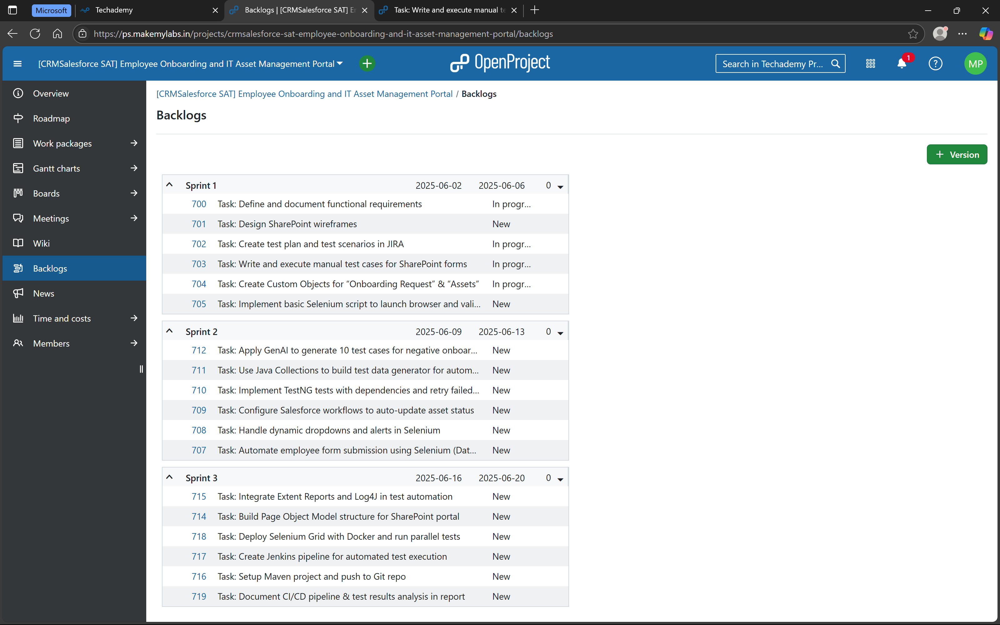 Microsoft
Techademy
Backlogs | [CRMSalesforce SAT] Er
Task: Write and execute manual te
https://ps.makemylabs.in/projects/crmsalesforce-sat-employee-onboarding-and-it-asset-management-portal/backlogs
[CRMSalesforce SAT] Employee Onboarding and IT Asset Management Portal
OpenProject
Search in Techademy Pr...
1
MP
Overview
Roadmap
Work packages
Gantt charts
Boards
Meetings
Wiki
Backlogs
News
Time and costs
Members
[CRMSalesforce SAT] Employee Onboarding and IT Asset Management Portal / Backlogs
Backlogs
+ Version
Sprint 1 2025-06-02 2025-06-06 0
700 Task: Define and document functional requirements In progr...
701 Task: Design SharePoint wireframes New
702 Task: Create test plan and test scenarios in JIRA In progr...
703 Task: Write and execute manual test cases for SharePoint forms In progr...
704 Task: Create Custom Objects for “Onboarding Request” & “Assets” In progr...
705 Task: Implement basic Selenium script to launch browser and vali... New
Sprint 2 2025-06-09 2025-06-13 0
712 Task: Apply GenAI to generate 10 test cases for negative onboar... New
711 Task: Use Java Collections to build test data generator for autom... New
710 Task: Implement TestNG tests with dependencies and retry failed... New
709 Task: Configure Salesforce workflows to auto-update asset status New
708 Task: Handle dynamic dropdowns and alerts in Selenium New
707 Task: Automate employee form submission using Selenium (Dat... New
Sprint 3 2025-06-16 2025-06-20 0
715 Task: Integrate Extent Reports and Log4J in test automation New
714 Task: Build Page Object Model structure for SharePoint portal New
718 Task: Deploy Selenium Grid with Docker and run parallel tests New
717 Task: Create Jenkins pipeline for automated test execution New
716 Task: Setup Maven project and push to Git repo New
719 Task: Document CI/CD pipeline & test results analysis in report New